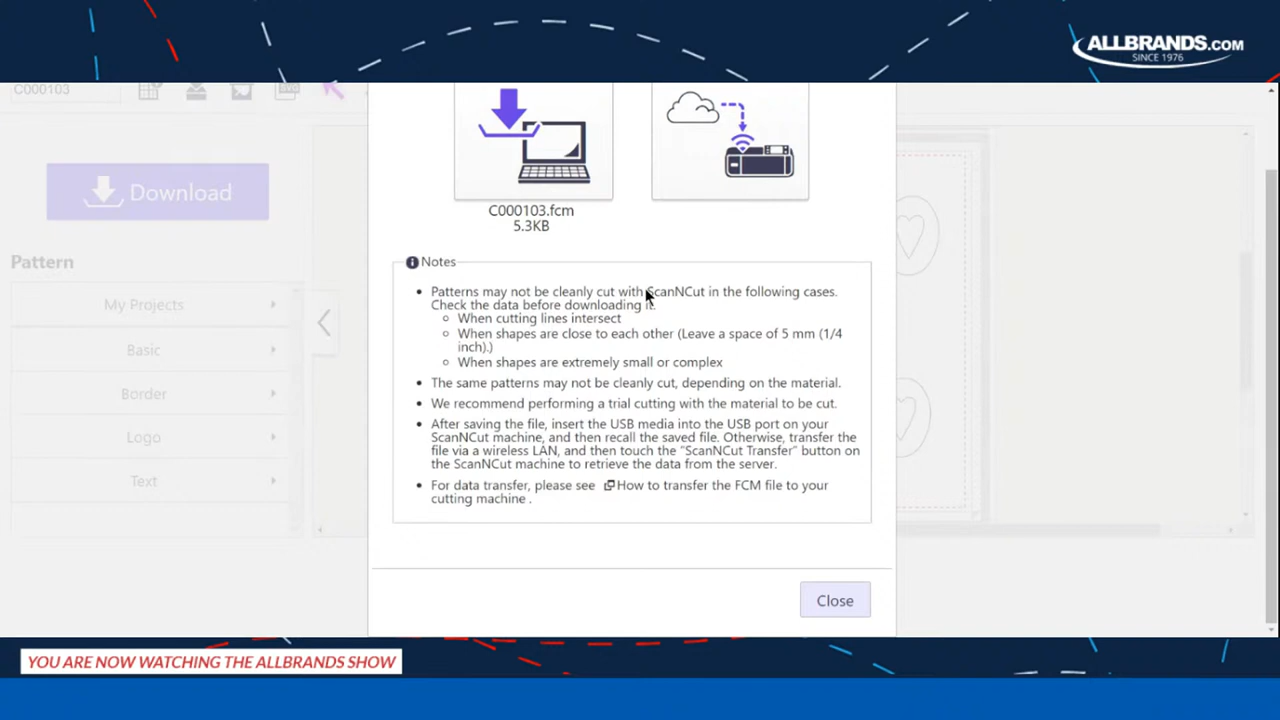 ALLBRANDS.COM
SINCE 1976
C000103
SVG
Download
Pattern
My Projects
Basic
Border
Logo
Text
C000103.fcm
5.3KB
Notes
Patterns may not be cleanly cut with ScanNCut in the following cases.
Check the data before downloading it.
When cutting lines intersect
When shapes are close to each other (Leave a space of 5 mm (1/4
inch).)
When shapes are extremely small or complex
The same patterns may not be cleanly cut, depending on the material.
We recommend performing a trial cutting with the material to be cut.
After saving the file, insert the USB media into the USB port on your
ScanNCut machine, and then recall the saved file. Otherwise, transfer the
file via a wireless LAN, and then touch the "ScanNCut Transfer" button on
the ScanNCut machine to retrieve the data from the server.
For data transfer, please see How to transfer the FCM file to your
cutting machine .
Close
YOU ARE NOW WATCHING THE ALLBRANDS SHOW